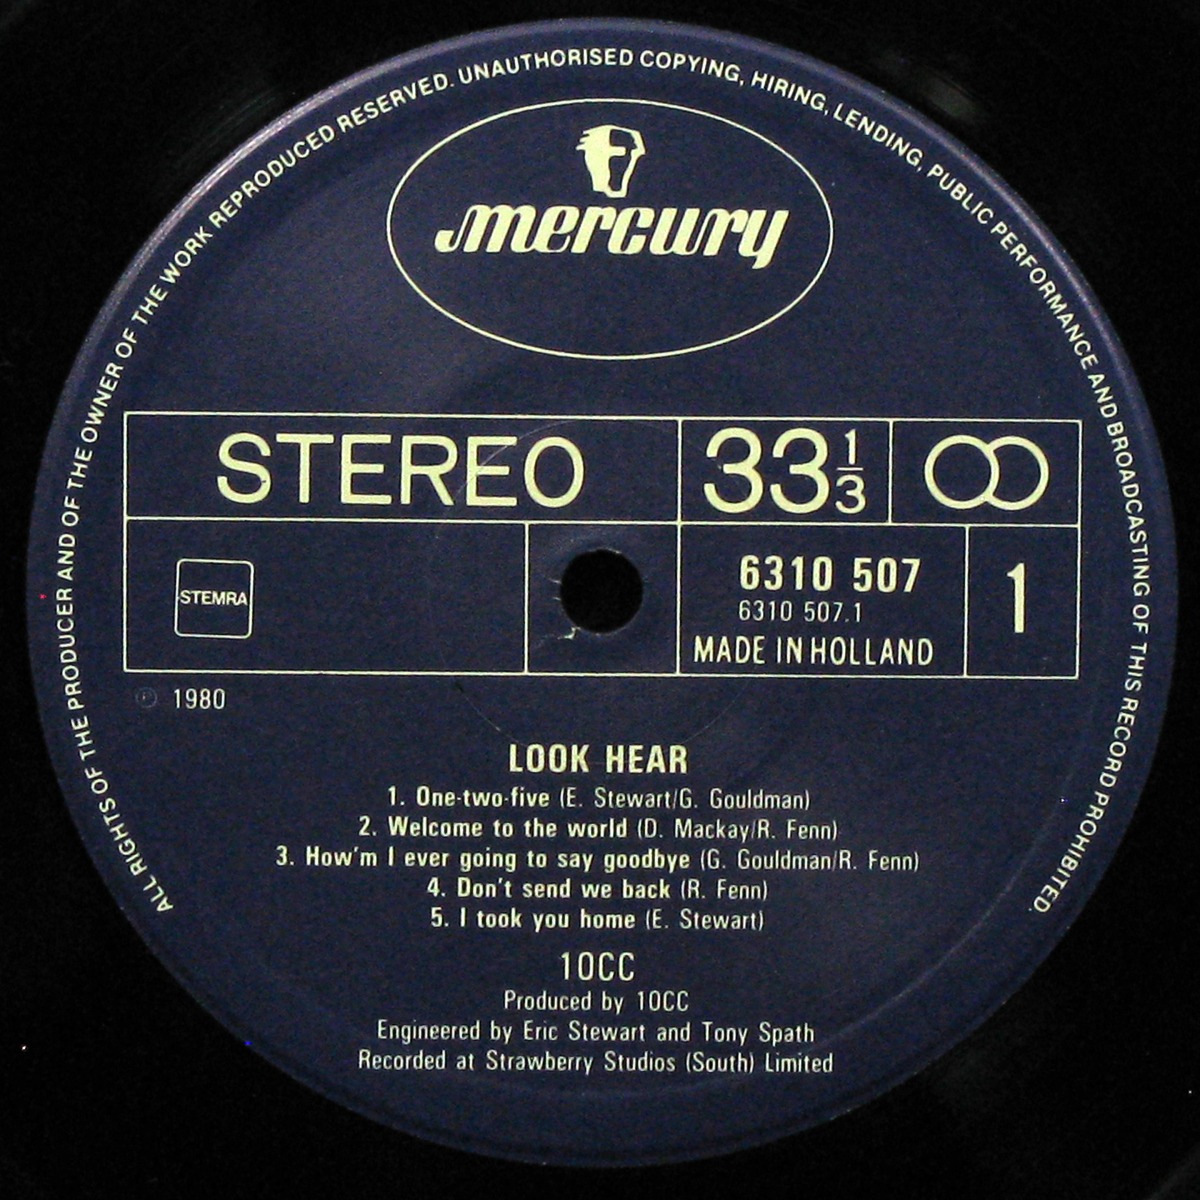 ALL RIGHTS OF THE PRODUCER AND OF THE OWNER OF THE WORK REPRODUCED RESERVED. UNAUTHORISED COPYING, HIRING, LENDING, PUBLIC PERFORMANCE AND BROADCASTING OF THIS RECORD PROHIBITED.
mercury
STEREO 33 1/3
STEMRA
6310 507
6310 507.1
MADE IN HOLLAND
1
℗ 1980
LOOK HEAR
1. One-two-five (E. Stewart/G. Gouldman)
2. Welcome to the world (D. Mackay/R. Fenn)
3. How'm I ever going to say goodbye (G. Gouldman/R. Fenn)
4. Don't send we back (R. Fenn)
5. I took you home (E. Stewart)
10CC
Produced by 10CC
Engineered by Eric Stewart and Tony Spath
Recorded at Strawberry Studios (South) Limited